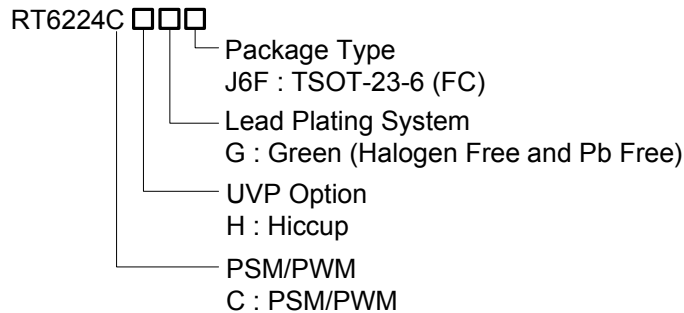 RT6224C □□□
Package Type
J6F : TSOT-23-6 (FC)
Lead Plating System
G : Green (Halogen Free and Pb Free)
UVP Option
H : Hiccup
PSM/PWM
C : PSM/PWM